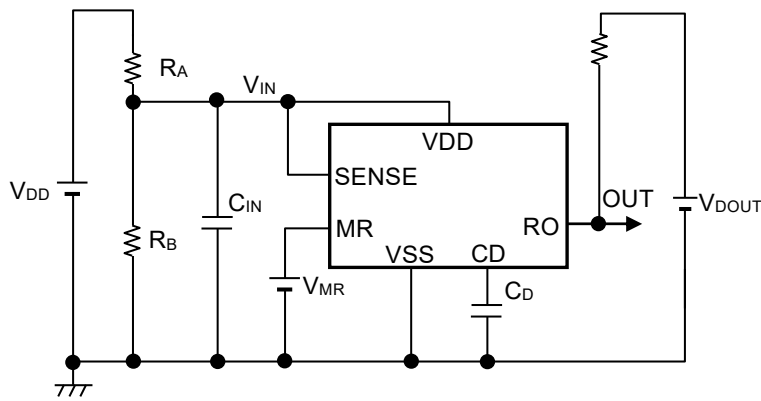 RA
VIN
VDD
SENSE
OUT
VDD
CIN
VDOUT
RB
MR
RO
VSS
CD
VMR
CD